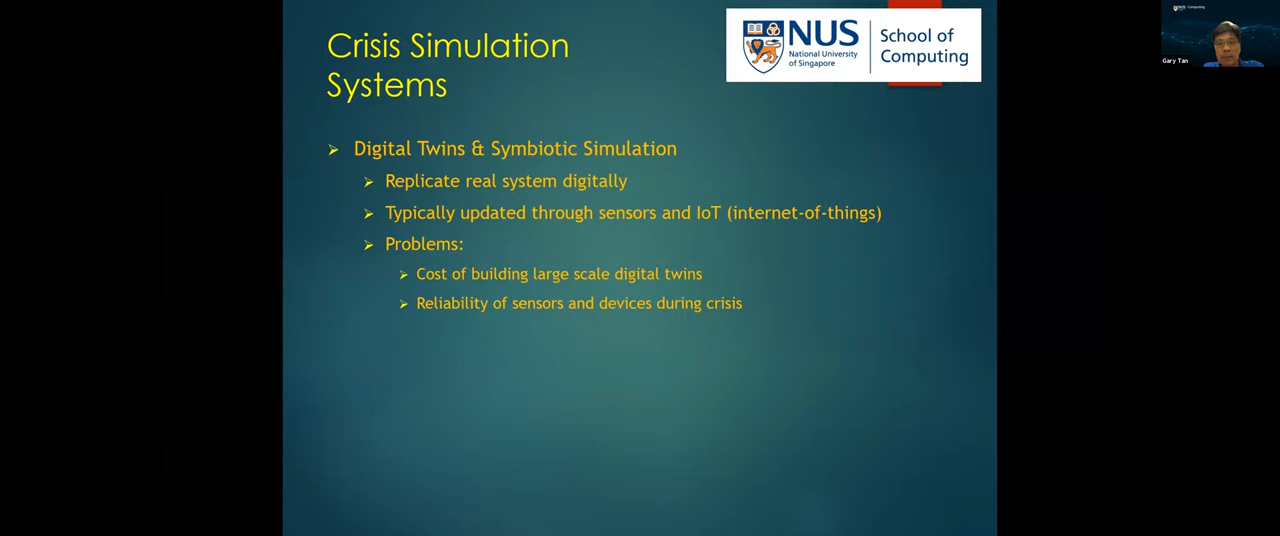 Crisis Simulation
Systems
NUS
National University
of Singapore
School of
Computing
➢ Digital Twins & Symbiotic Simulation
➢ Replicate real system digitally
➢ Typically updated through sensors and IoT (internet-of-things)
➢ Problems:
➢ Cost of building large scale digital twins
➢ Reliability of sensors and devices during crisis
NUS Computing
Gary Tan